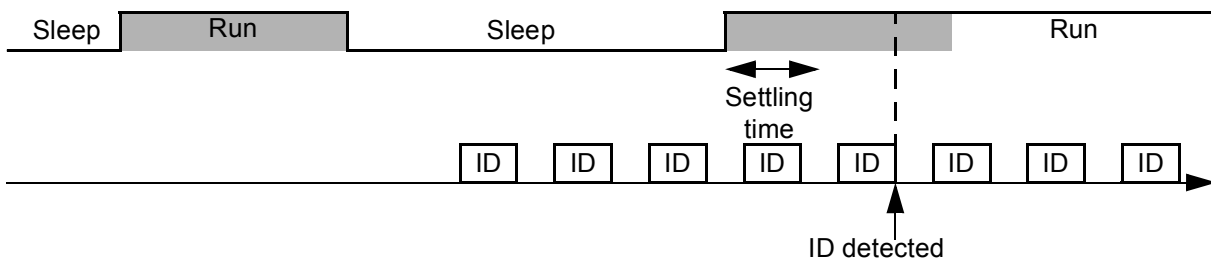 Sleep Run Sleep Run
Settling
time
ID ID ID ID ID ID ID ID
ID detected